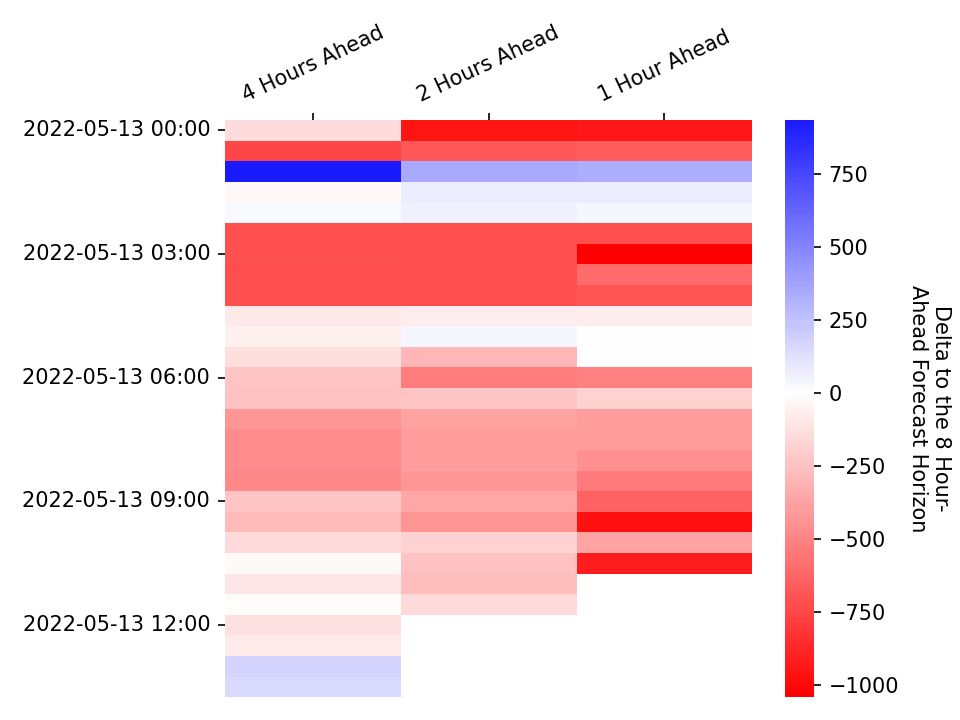 4 Hours Ahead
2 Hours Ahead
1 Hour Ahead
2022-05-13 00:00
2022-05-13 03:00
2022-05-13 06:00
2022-05-13 09:00
2022-05-13 12:00
750
500
250
0
−250
−500
−750
−1000
Delta to the 8 Hour-
Ahead Forecast Horizon